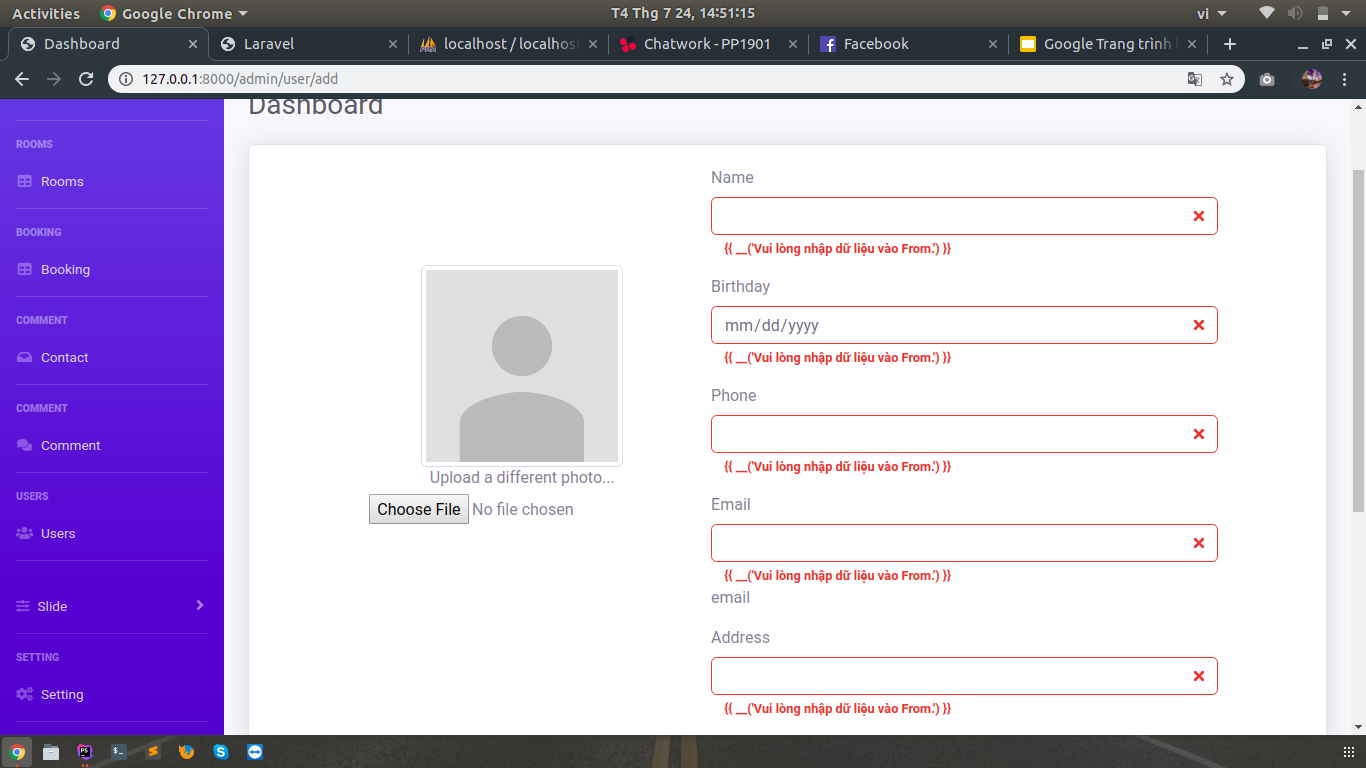 Activities Google Chrome T4 Thg 7 24, 14:51:15 vi
Dashboard Laravel localhost / localhos Chatwork - PP1901 Facebook Google Trang trình
127.0.0.1:8000/admin/user/add
Dashboard
ROOMS
Rooms
BOOKING
Booking
COMMENT
Contact
COMMENT
Comment
USERS
Users
Slide
SETTING
Setting
Upload a different photo...
Choose File No file chosen
Name
{{ __('Vui lòng nhập dữ liệu vào From.') }}
Birthday
mm/dd/yyyy
{{ __('Vui lòng nhập dữ liệu vào From.') }}
Phone
{{ __('Vui lòng nhập dữ liệu vào From.') }}
Email
{{ __('Vui lòng nhập dữ liệu vào From.') }}
email
Address
{{ __('Vui lòng nhập dữ liệu vào From.') }}